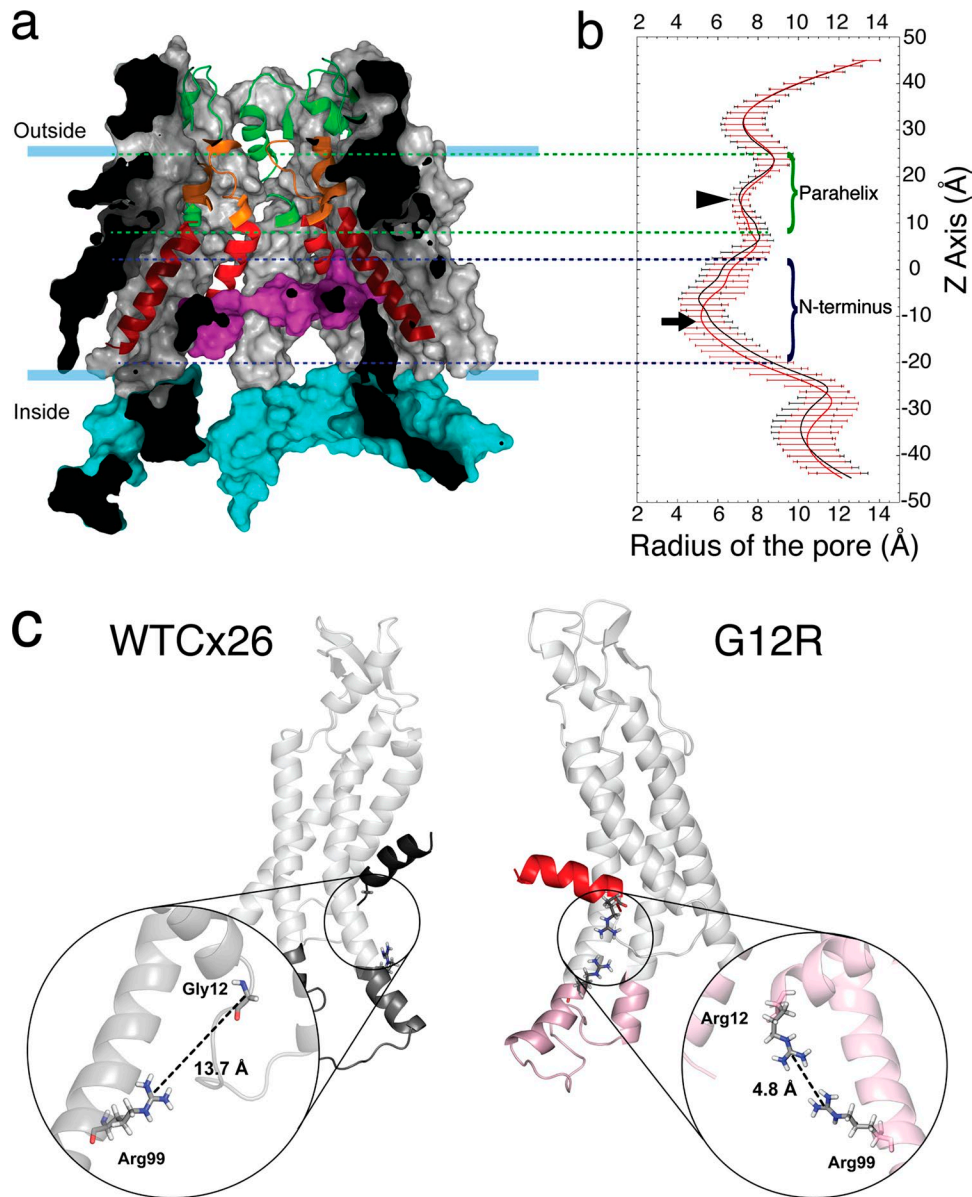 a
Outside
Inside
b
2 4 6 8 10 12 14
50
40
30
20
10
0
-10
-20
-30
-40
-50
Z Axis (Å)
Parahelix
N-terminus
2 4 6 8 10 12 14
Radius of the pore (Å)
c
WTCx26
G12R
Gly12
13.7 Å
Arg99
Arg12
4.8 Å
Arg99